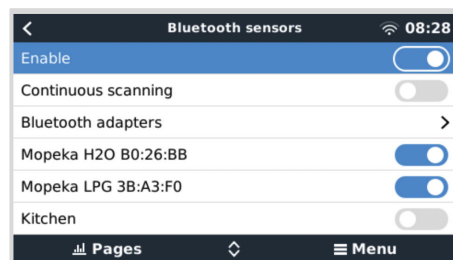 Bluetooth sensors 08:28
Enable
Continuous scanning
Bluetooth adapters
Mopeka H2O B0:26:BB
Mopeka LPG 3B:A3:F0
Kitchen
Pages Menu